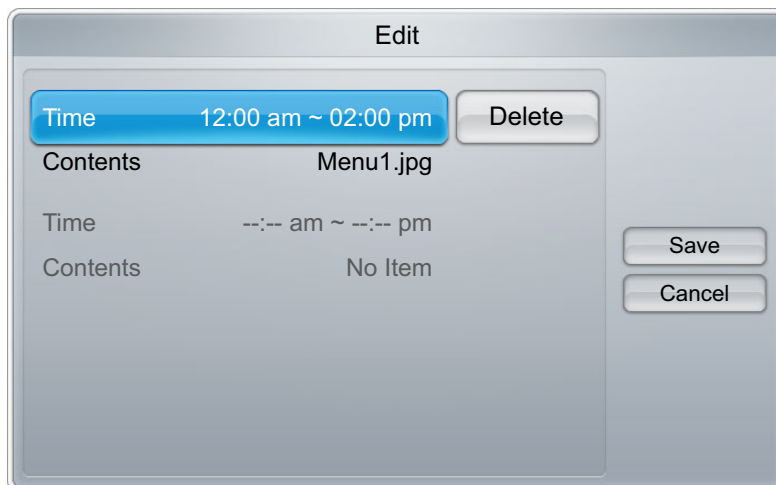 Edit
Time 12:00 am ~ 02:00 pm Delete
Contents Menu1.jpg
Time --:-- am ~ --:-- pm
Contents No Item
Save
Cancel